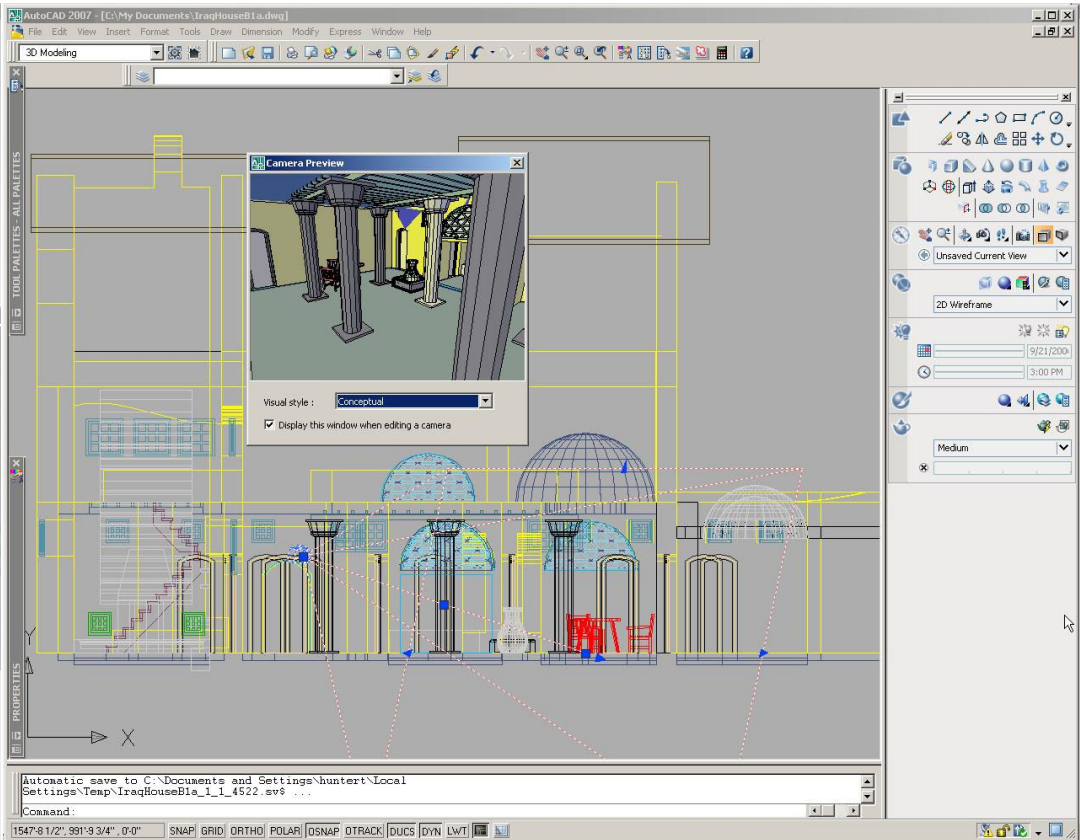 AutoCAD 2007 - [C:\My Documents\IraqHouseB1a.dwg]
File Edit View Insert Format Tools Draw Dimension Modify Express Window Help
3D Modeling
TOOL PALETTES - ALL PALETTES
Camera Preview
Visual style :
Conceptual
Display this window when editing a camera
Unsaved Current View
2D Wireframe
9/21/200
3:00 PM
Medium
Y
X
PROPERTIES
Automatic save to C:\Documents and Settings\huntert\Local
Settings\Temp\IraqHouseB1a_1_1_4522.sv$ ...
Command:
1547'-8 1/2", 991'-9 3/4" , 0'-0" SNAP GRID ORTHO POLAR OSNAP OTRACK DUCS DYN LWT